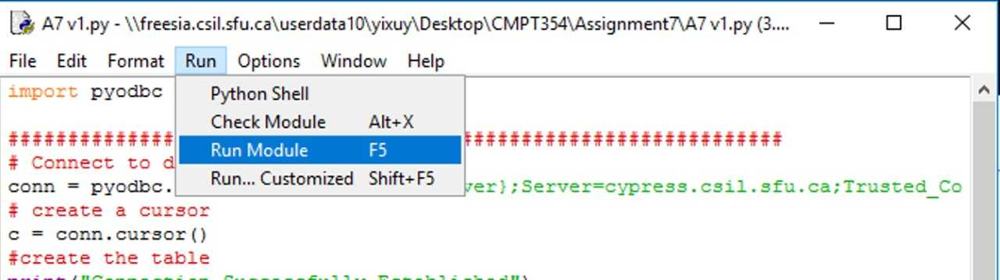 A7 v1.py - \\freesia.csil.sfu.ca\userdata10\yixuy\Desktop\CMPT354\Assignment7\A7 v1.py (3....
File Edit Format Run Options Window Help
import pyodbc
Python Shell
Check Module Alt+X
Run Module F5
Run... Customized Shift+F5
############## ###########################
# Connect to d
conn = pyodbc. ver};Server=cypress.csil.sfu.ca;Trusted_Co
# create a cursor
c = conn.cursor()
#create the table
print("Connection Successfully Established")